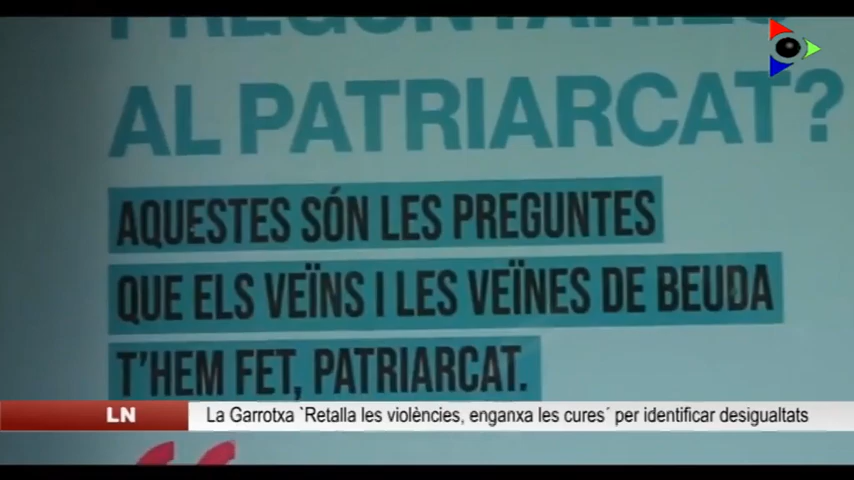 AL PATRIARCAT?
AQUESTES SÓN LES PREGUNTES
QUE ELS VEÏNS I LES VEÏNES DE BEUDA
T'HEM FET, PATRIARCAT.
LN La Garrotxa `Retalla les violències, enganxa les cures´ per identificar desigualtats